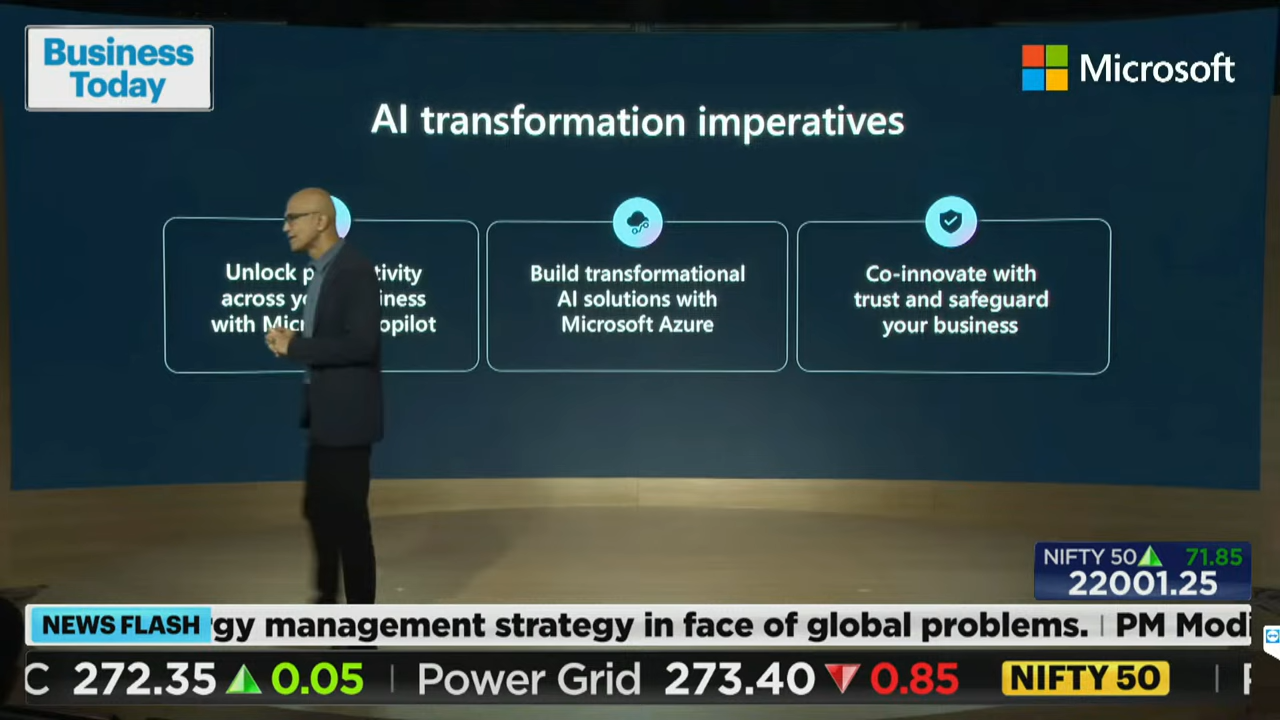 Business
Today
Microsoft
AI transformation imperatives
Unlock p tivity
across yo iness
with Micr opilot
Build transformational
AI solutions with
Microsoft Azure
Co-innovate with
trust and safeguard
your business
NIFTY 50 71.85
22001.25
NEWS FLASH gy management strategy in face of global problems. | PM Modi
C 272.35 0.05 | Power Grid 273.40 0.85 NIFTY 50 |